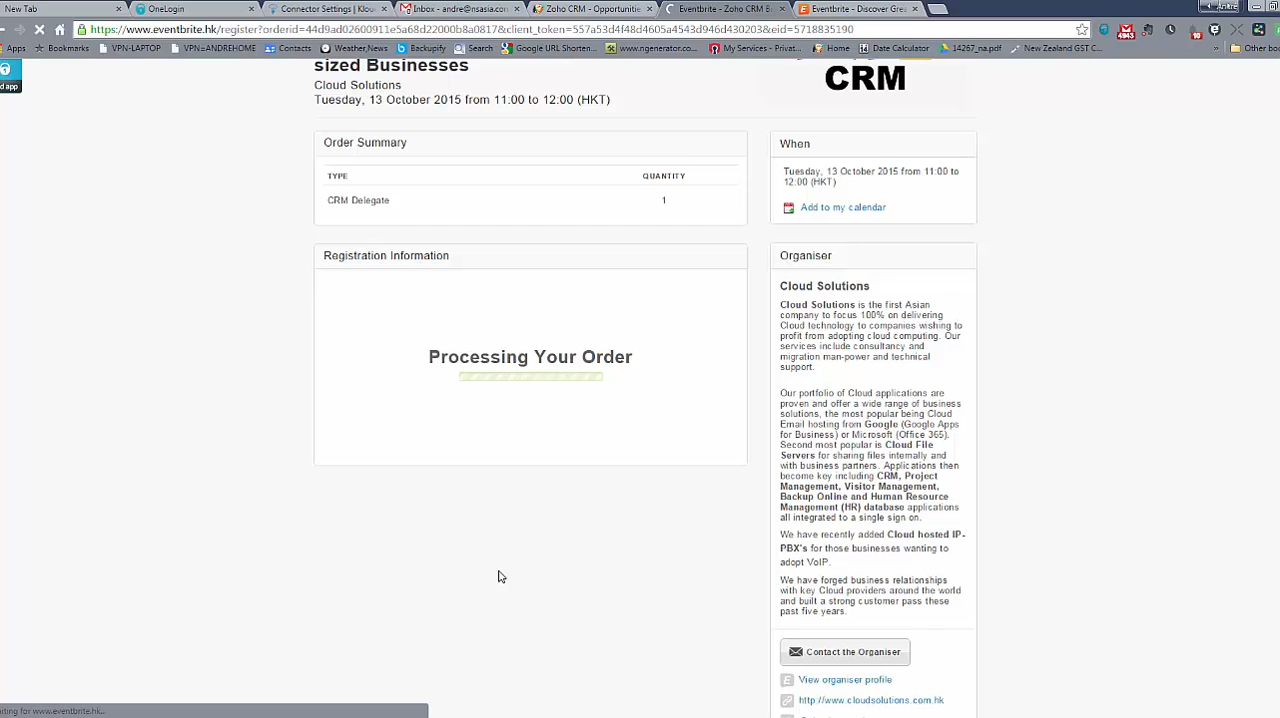 New Tab
OneLogin
Connector Settings | Klou
Inbox - andre@nsasia.com
Zoho CRM - Opportunitie
Eventbrite - Zoho CRM B
Eventbrite - Discover Grea
Andre
https://www.eventbrite.hk/register?orderid=44d9ad02600911e5a68d22000b8a0817&client_token=557a53d4f48d4605a4543d946d430203&eid=5718835190
Apps
Bookmarks
VPN-LAPTOP
VPN=ANDREHOME
Contacts
Weather,News
Backupify
Search
Google URL Shorten...
www.ngenerator.co...
My Services - Privat...
Home
Date Calculator
14267_na.pdf
New Zealand GST C...
Other boo
d app
sized Businesses
Cloud Solutions
Tuesday, 13 October 2015 from 11:00 to 12:00 (HKT)
CRM
Order Summary
TYPE QUANTITY
CRM Delegate 1
Registration Information
Processing Your Order
When
Tuesday, 13 October 2015 from 11:00 to
12:00 (HKT)
Add to my calendar
Organiser
Cloud Solutions
Cloud Solutions is the first Asian
company to focus 100% on delivering
Cloud technology to companies wishing to
profit from adopting cloud computing. Our
services include consultancy and
migration man-power and technical
support.
Our portfolio of Cloud applications are
proven and offer a wide range of business
solutions, the most popular being Cloud
Email hosting from Google (Google Apps
for Business) or Microsoft (Office 365).
Second most popular is Cloud File
Servers for sharing files internally and
with business partners. Applications then
become key including CRM, Project
Management, Visitor Management,
Backup Online and Human Resource
Management (HR) database applications
all integrated to a single sign on.
We have recently added Cloud hosted IP-
PBX's for those businesses wanting to
adopt VoIP.
We have forged business relationships
with key Cloud providers around the world
and built a strong customer pass these
past five years.
Contact the Organiser
View organiser profile
http://www.cloudsolutions.com.hk
iting for www.eventbrite.hk...